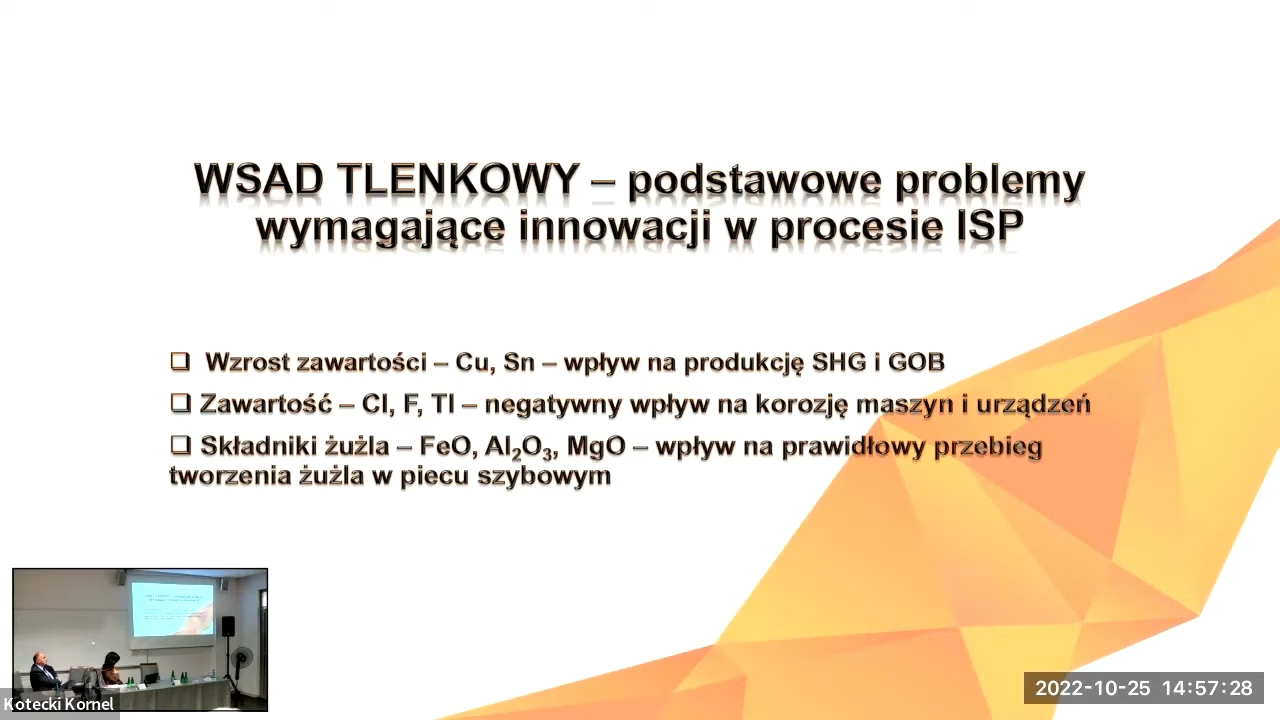 WSAD TLENKOWY – podstawowe problemy
wymagające innowacji w procesie ISP
❑ Wzrost zawartości – Cu, Sn – wpływ na produkcję SHG i GOB
❑ Zawartość – Cl, F, Tl – negatywny wpływ na korozję maszyn i urządzeń
❑ Składniki żużla – FeO, Al₂O₃, MgO – wpływ na prawidłowy przebieg
tworzenia żużla w piecu szybowym
Kotecki Kornel
2022-10-25 14:57:28